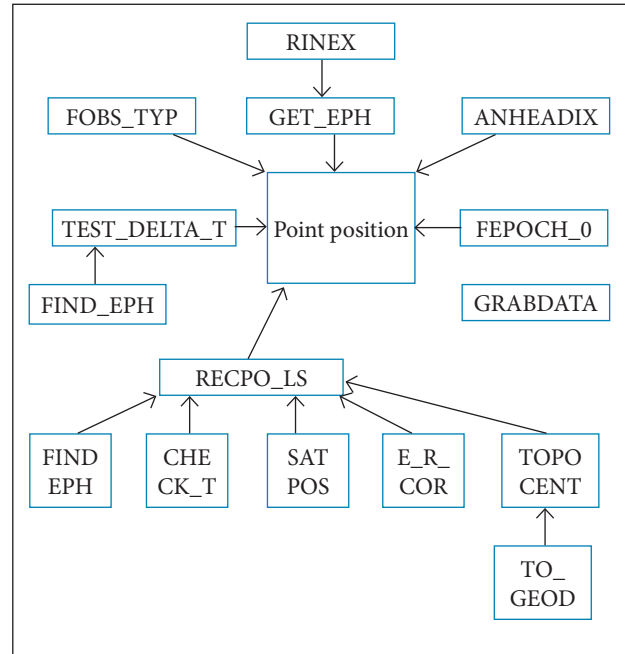 RINEX
FOBS_TYP
GET_EPH
ANHEADIX
Point position
TEST_DELTA_T
FEPOCH_0
FIND_EPH
GRABDATA
RECPO_LS
FIND
EPH
CHE
CK_T
SAT
POS
E_R_
COR
TOPO
CENT
TO_
GEOD